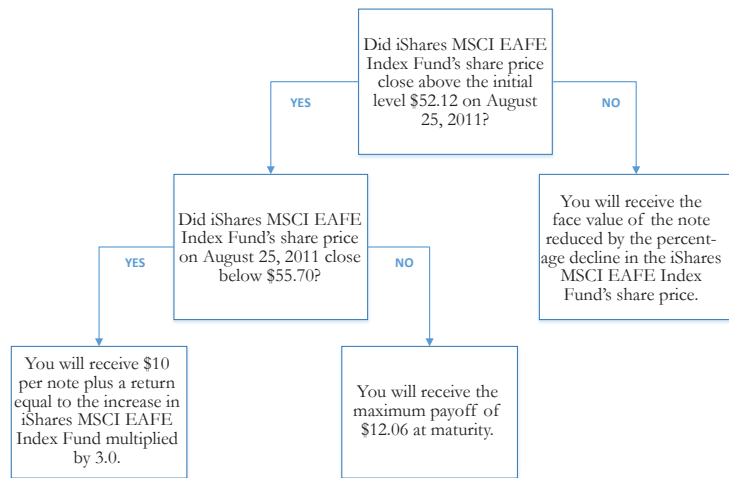 Did iShares MSCI EAFE
Index Fund's share price
close above the initial
level $52.12 on August
25, 2011?
YES
NO
Did iShares MSCI EAFE
Index Fund's share price
on August 25, 2011 close
below $55.70?
You will receive the
face value of the note
reduced by the percent-
age decline in the iShares
MSCI EAFE Index
Fund's share price.
YES
NO
You will receive $10
per note plus a return
equal to the increase in
iShares MSCI EAFE
Index Fund multiplied
by 3.0.
You will receive the
maximum payoff of
$12.06 at maturity.